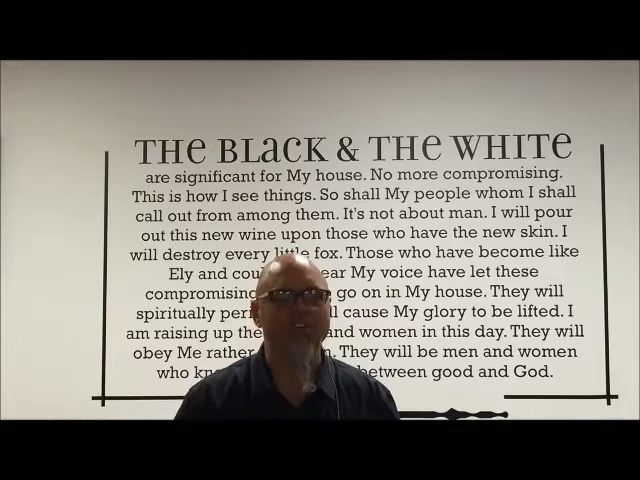 THE BLACK & THE WHITE
are significant for My house. No more compromising.
This is how I see things. So shall My people whom I shall
call out from among them. It's not about man. I will pour
out this new wine upon those who have the new skin. I
will destroy every little fox. Those who have become like
Ely and ear My voice have let these
compromising go on in My house. They will
spiritually cause My glory to be lifted. I
am raising up the and women in this day. They will
obey Me rather They will be men and women
who between good and God.